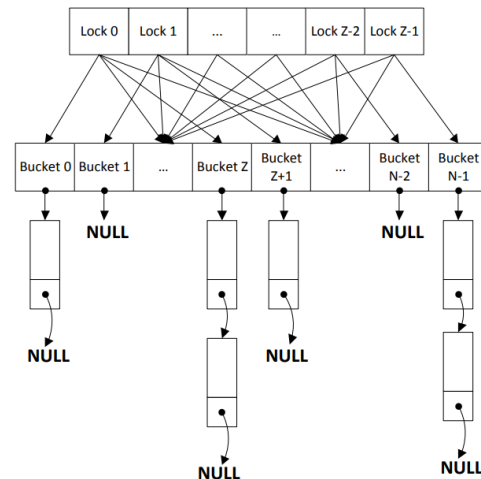 Lock 0 Lock 1 ... ... Lock Z-2 Lock Z-1
Bucket 0 Bucket 1 ... Bucket Z Bucket Z+1 ... Bucket N-2 Bucket N-1
NULL NULL
NULL NULL
NULL NULL